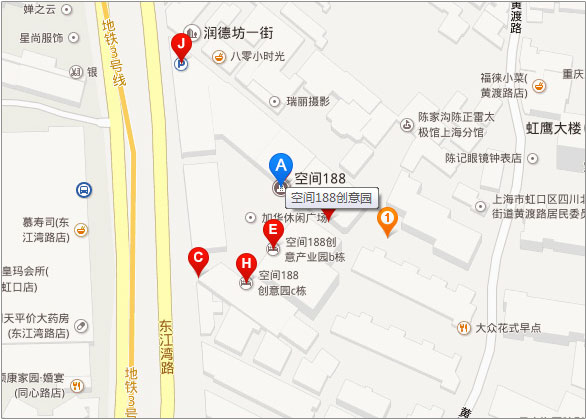 婵之云
地铁3号线
J
润德坊一街
黄渡路
星尚服饰
八零小时光
银
重庆
福徕小菜(
黄渡路店)
瑞丽摄影
陈家沟陈正雷太
极馆上海分馆
虹鹰大楼(
陈记眼镜钟表店
A
空间188
空间188创意园
上海市虹口区四川北
街道黄渡路居民委员
慕寿司(东
江湾路店)
加华休闲广场
1
E
空间188创
意产业园b栋
C
H
空间188
创意园c栋
皇玛会所(
虹口店)
天平价大药房
(东江湾路店)
东江湾路
大众花式早点
地铁3号
顺康家园·婚宴
(同心路店)
黄